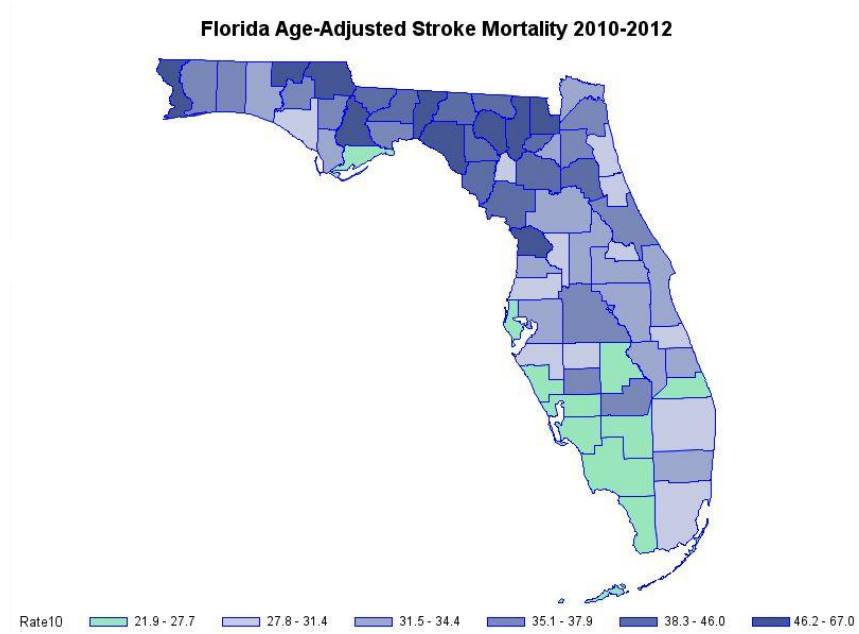 Florida Age-Adjusted Stroke Mortality 2010-2012
Rate10 21.9 - 27.7 27.8 - 31.4 31.5 - 34.4 35.1 - 37.9 38.3 - 46.0 46.2 - 67.0